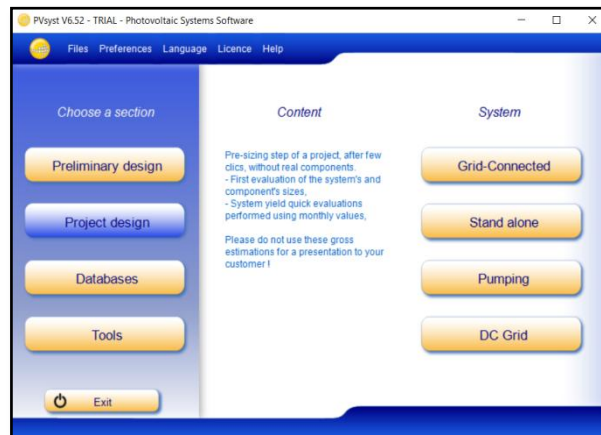 PVsyst V6.52 - TRIAL - Photovoltaic Systems Software
Files Preferences Language Licence Help
Choose a section
Preliminary design
Project design
Databases
Tools
Exit
Content
Pre-sizing step of a project, after few
clics, without real components.
- First evaluation of the system's and
component's sizes,
- System yield quick evaluations
performed using monthly values,
Please do not use these gross
estimations for a presentation to your
customer !
System
Grid-Connected
Stand alone
Pumping
DC Grid